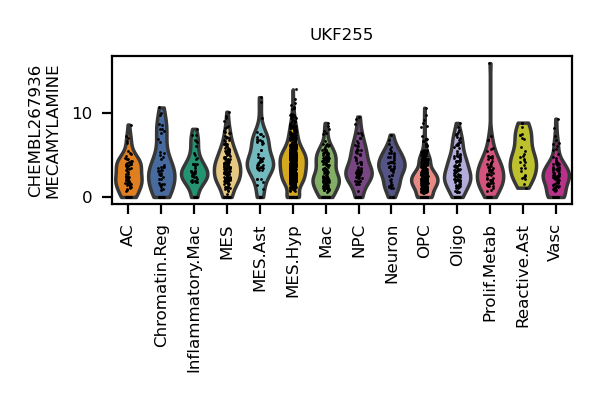 UKF255
CHEMBL267936
MECAMYLAMINE
10
0
AC
Chromatin.Reg
Inflammatory.Mac
MES
MES.Ast
MES.Hyp
Mac
NPC
Neuron
OPC
Oligo
Prolif.Metab
Reactive.Ast
Vasc